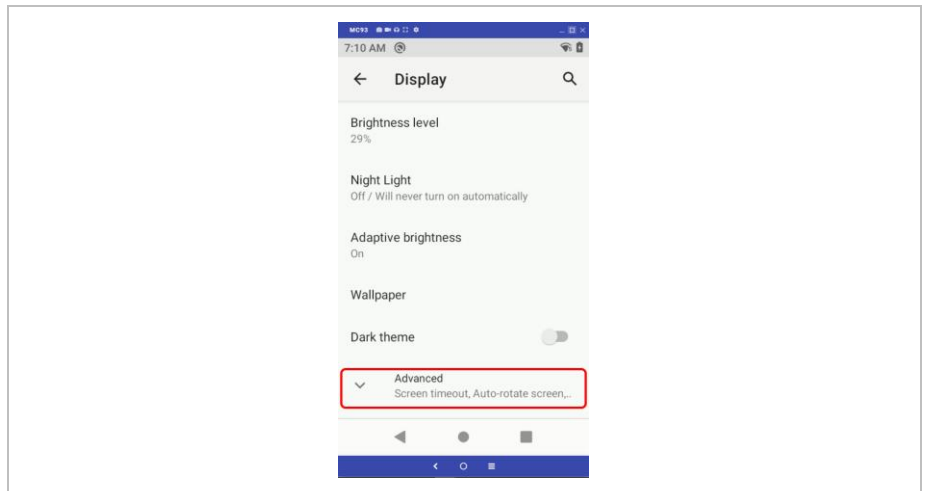 MC93
7:10 AM
Display
Brightness level
29%
Night Light
Off / Will never turn on automatically
Adaptive brightness
On
Wallpaper
Dark theme
Advanced
Screen timeout, Auto-rotate screen,..